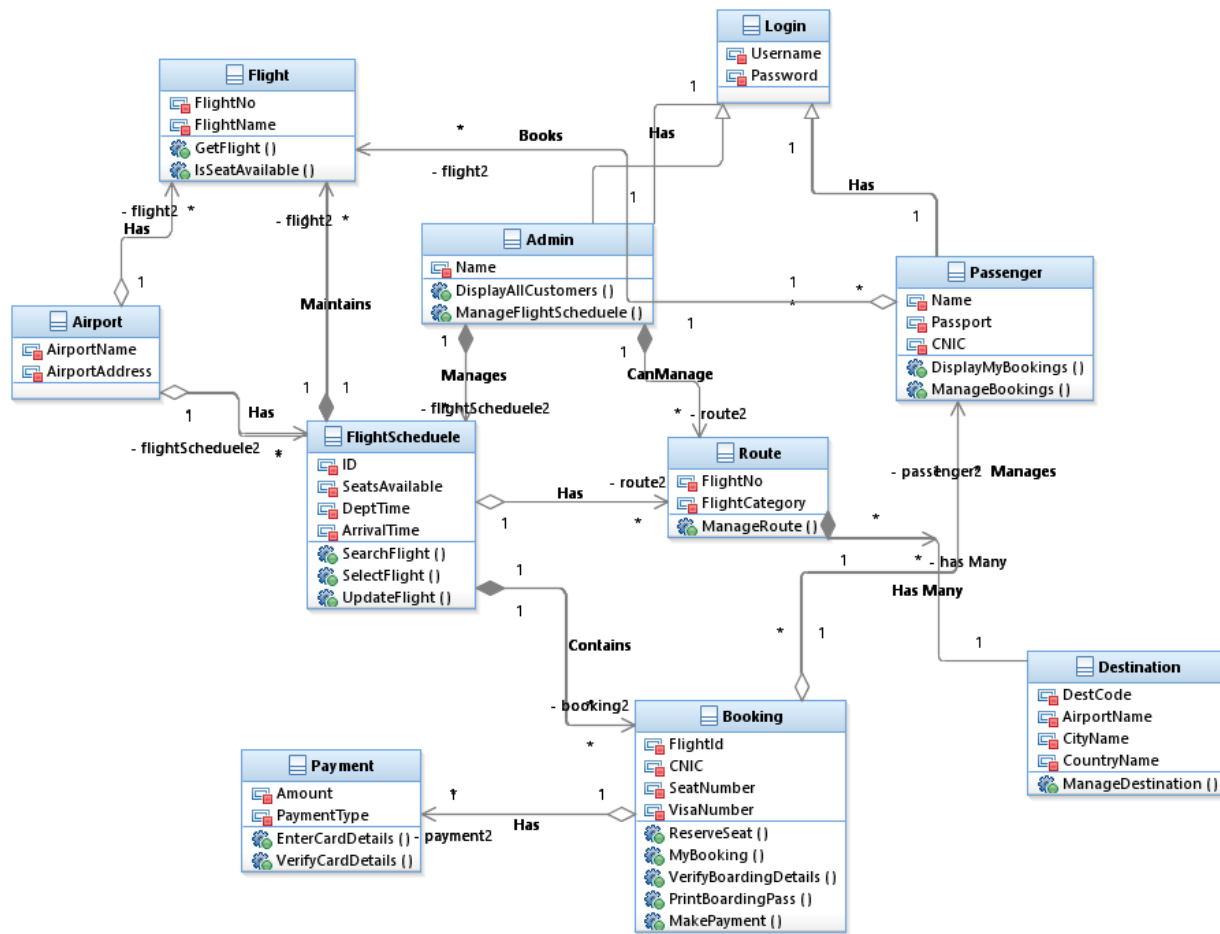 Login
Username
Password
Flight
FlightNo
FlightName
GetFlight ()
IsSeatAvailable ()
1
Has
*
Books
- flight2
1
Has
1
1
1
- flight2 *
Has
1
- flight2
*
Maintains
1
1
Admin
Name
DisplayAllCustomers ()
ManageFlightScheduele ()
1
*
*
1
Passenger
Name
Passport
CNIC
DisplayMyBookings ()
ManageBookings ()
Airport
AirportName
AirportAddress
1
Has
- flightScheduele2
*
1
Manages
- flightScheduele2
1
CanManage
* - route2
FlightScheduele
ID
SeatsAvailable
DeptTime
ArrivalTime
SearchFlight ()
SelectFlight ()
UpdateFlight ()
Has
1
- route2
*
Route
FlightNo
FlightCategory
ManageRoute ()
*
- passenger2
* Manages
1
* - has Many
Has Many
*
1
1
1
1
Contains
- booking2
*
*
Destination
DestCode
AirportName
CityName
CountryName
ManageDestination ()
Booking
FlightId
CNIC
SeatNumber
VisaNumber
ReserveSeat ()
MyBooking ()
VerifyBoardingDetails ()
PrintBoardingPass ()
MakePayment ()
Payment
Amount
PaymentType
EnterCardDetails ()
VerifyCardDetails ()
1
Has
- payment2